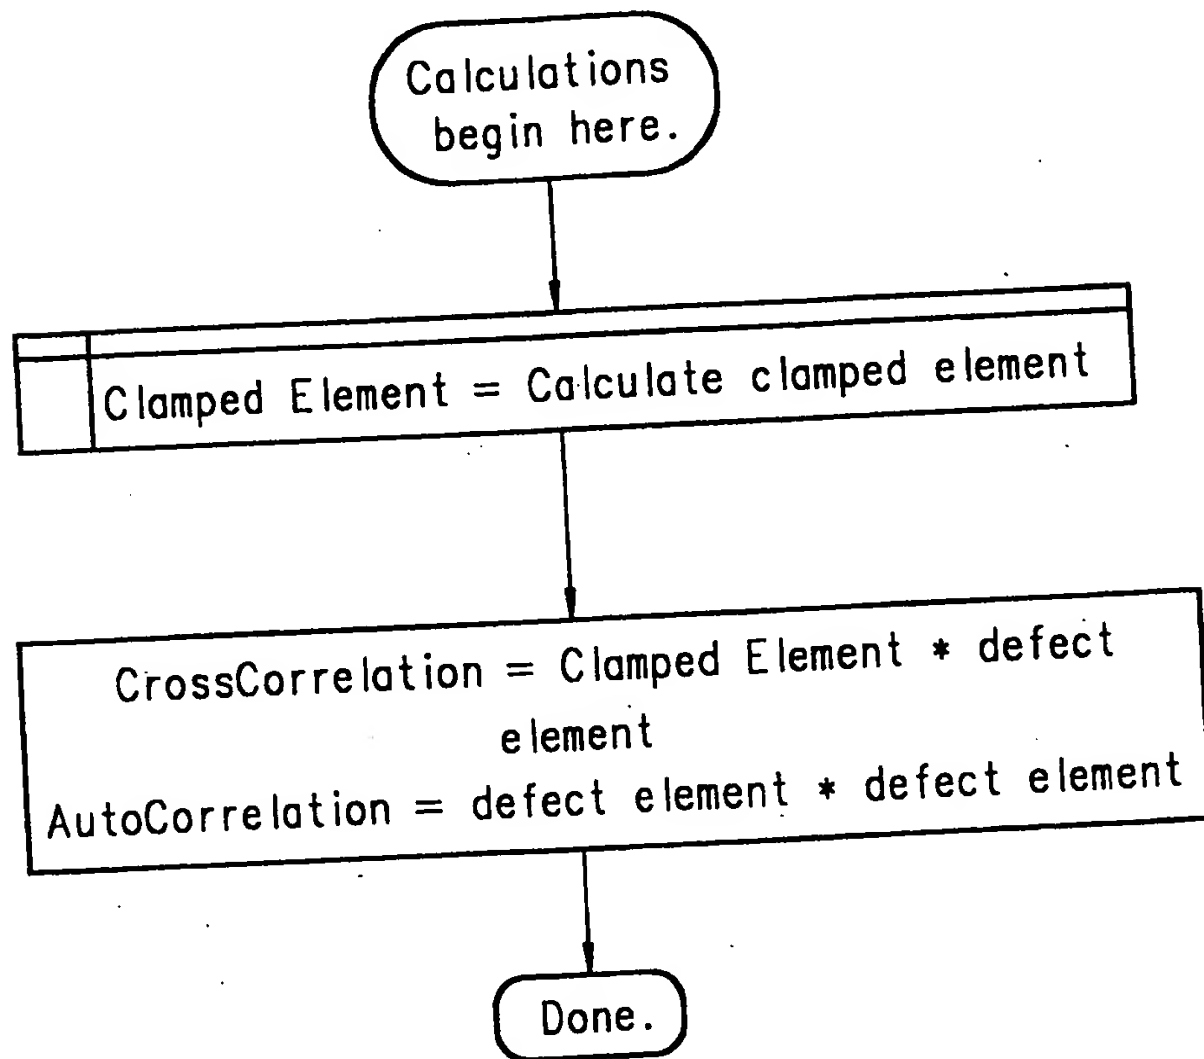 Calculations
begin here.
Clamped Element = Calculate clamped element
CrossCorrelation = Clamped Element * defect
element
AutoCorrelation = defect element * defect element
Done.